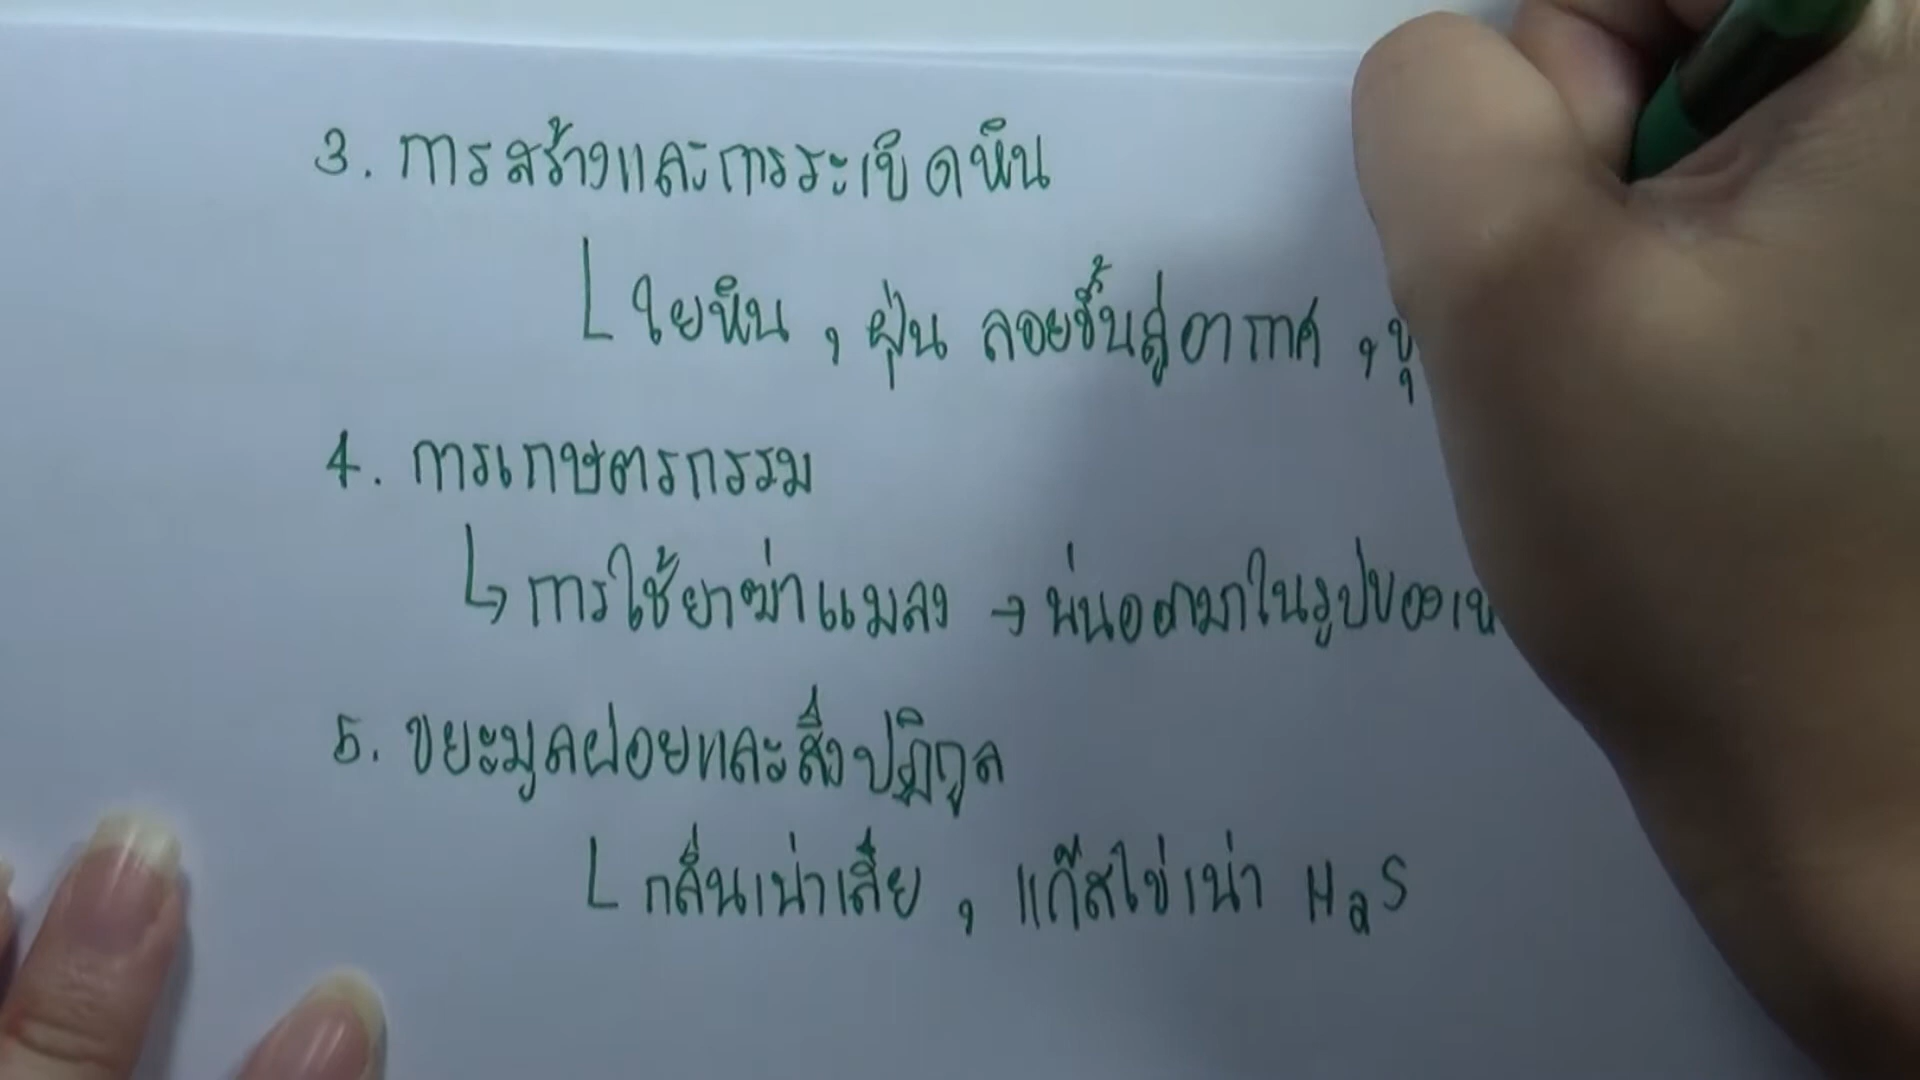 3. การสร้างและการระเบิดหิน
ใยหิน , ฝุ่น ลอยขึ้นสู่อากาศ ,
4. การเกษตรกรรม
↳ การใช้ยาฆ่าแมลง → พ่นออกมาในรูปของ
5. ขยะมูลฝอยและสิ่งปฏิกูล
กลิ่นเน่าเสีย , แก๊สไข่เน่า H2S